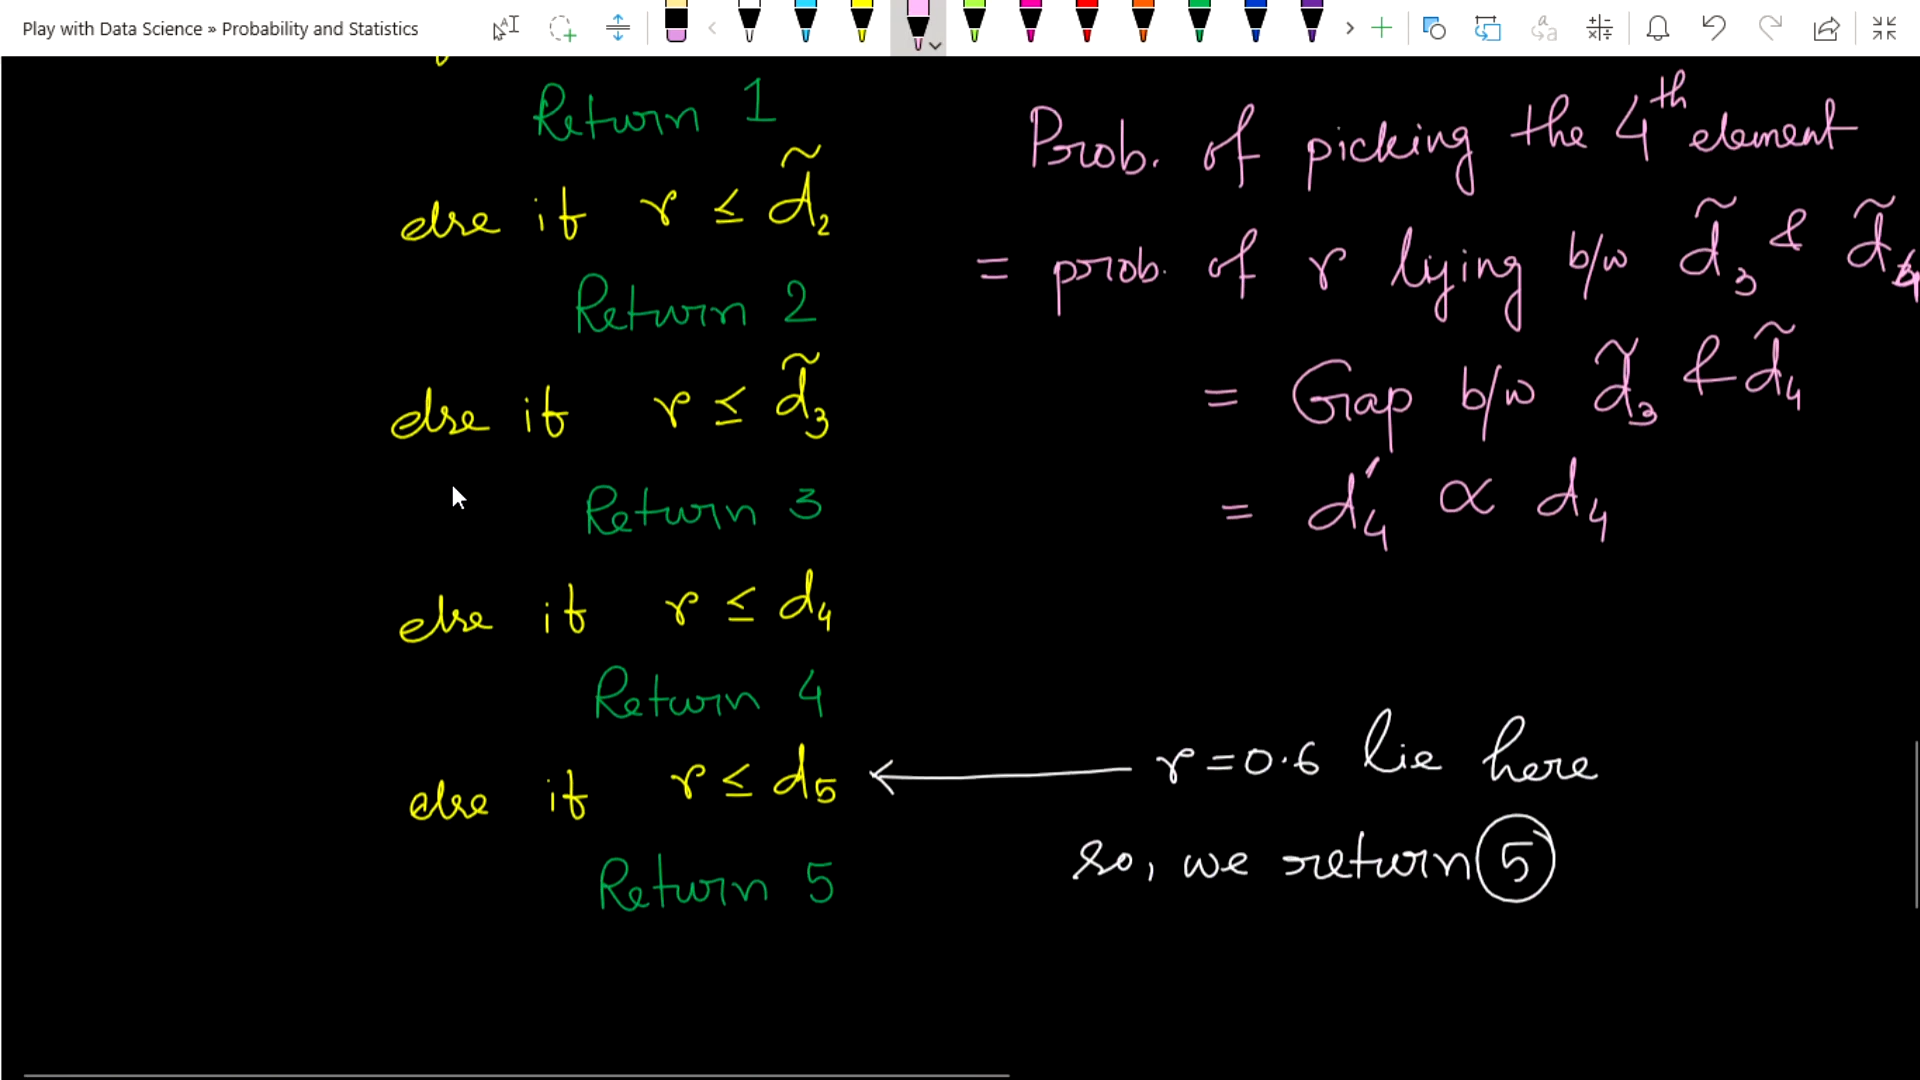 Play with Data Science » Probability and Statistics
Return 1
else if r ≤ d̃₂
Return 2
else if r ≤ d̃₃
Return 3
else if r ≤ d₄
Return 4
else if r ≤ d₅
Return 5
Prob. of picking the 4ᵗʰ element
= prob. of r lying b/w d̃₃ & d̃₄
= Gap b/w d̃₃ & d̃₄
= d'₄ ∝ d₄
r = 0.6 lie here
so, we return 5